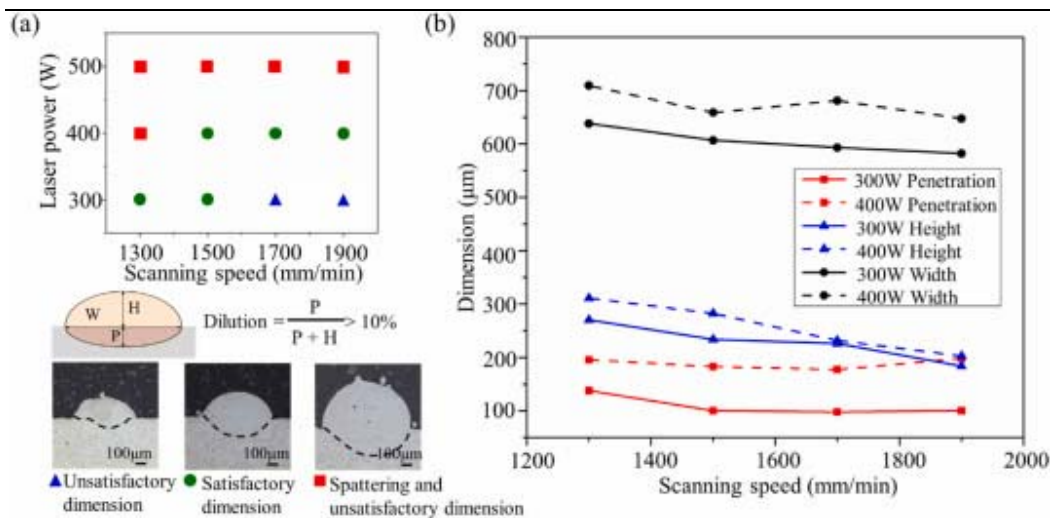 (a)
Laser power (W)
500
400
300
1300 1500 1700 1900
Scanning speed (mm/min)
W H
P
Dilution = P / P + H > 10%
100μm 100μm 100μm
Unsatisfactory dimension
Satisfactory dimension
Spattering and unsatisfactory dimension
(b)
Dimension (μm)
800
700
600
500
400
300
200
100
300W Penetration
400W Penetration
300W Height
400W Height
300W Width
400W Width
1200 1400 1600 1800 2000
Scanning speed (mm/min)